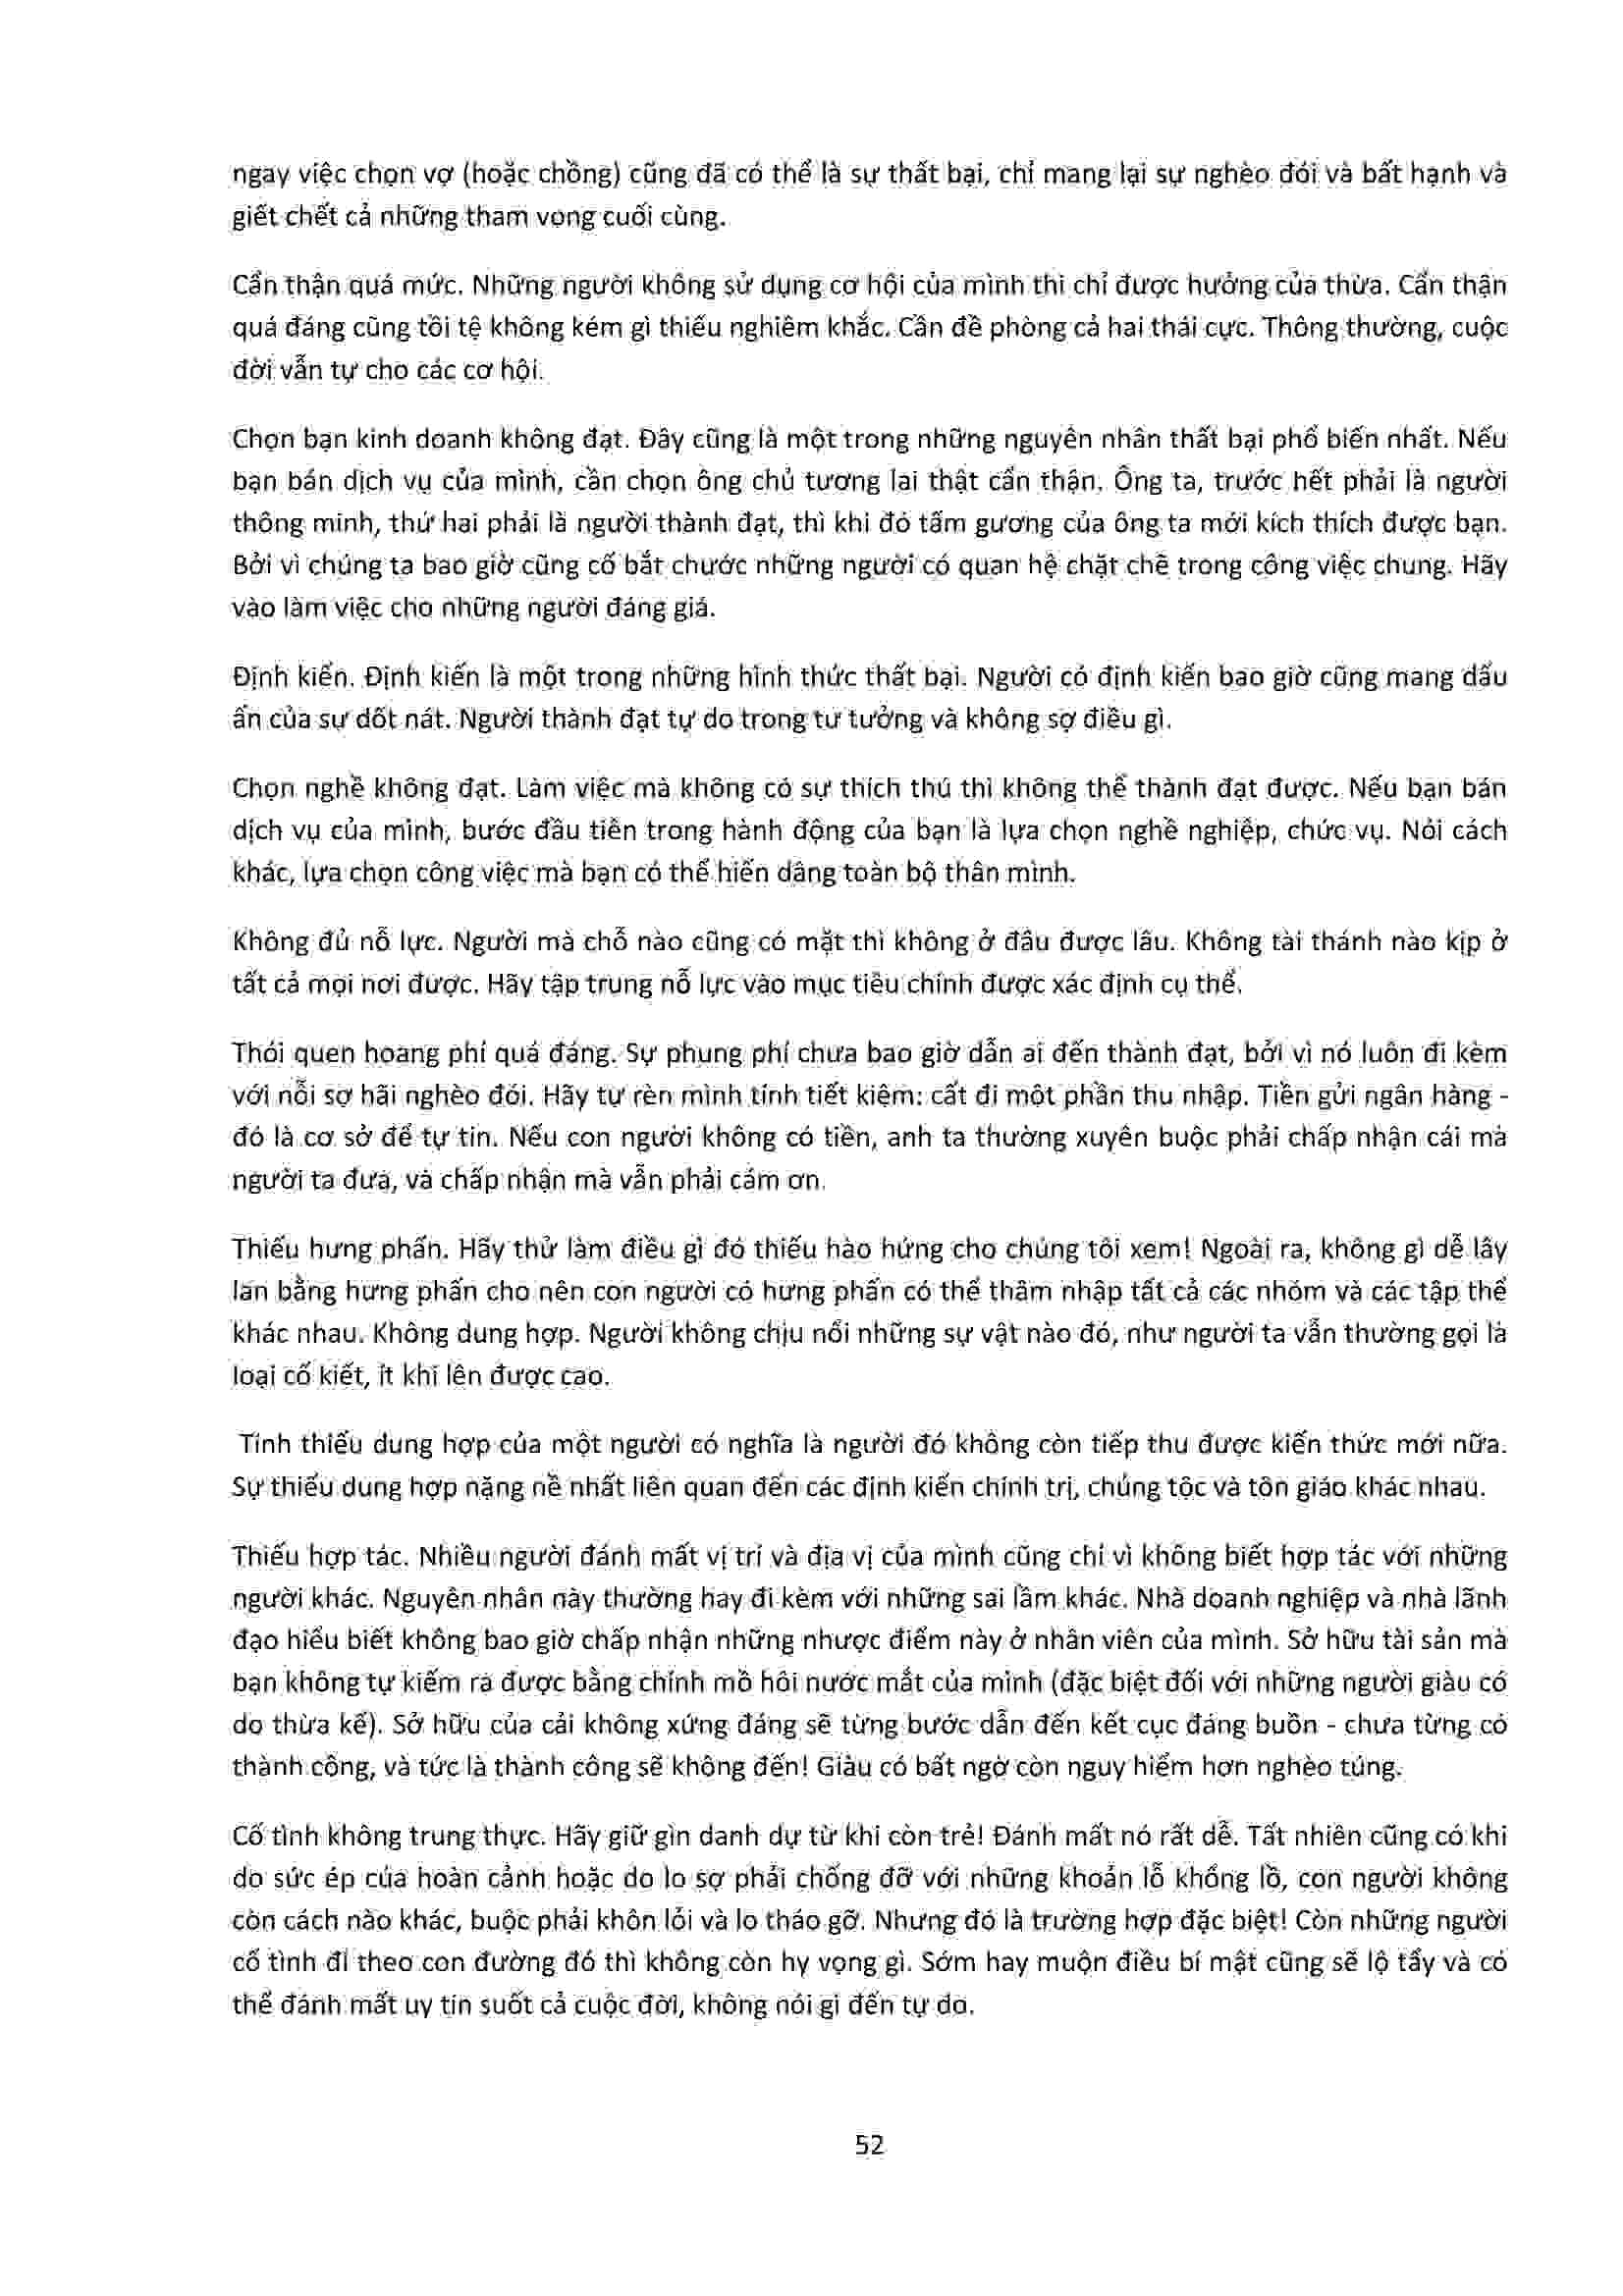 ngay việc chọn vợ (hoặc chồng) cũng đã có thể là sự thất bại, chỉ mang lại sự nghèo đói và bất hạnh và
giết chết cả những tham vọng cuối cùng.
Cẩn thận quá mức. Những người không sử dụng cơ hội của mình thì chỉ được hưởng của thừa. Cẩn thận
quá đáng cũng tồi tệ không kém gì thiếu nghiêm khắc. Cần đề phòng cả hai thái cực. Thông thường, cuộc
đời vẫn tự cho các cơ hội.
Chọn bạn kinh doanh không đạt. Đây cũng là một trong những nguyên nhân thất bại phổ biến nhất. Nếu
bạn bán dịch vụ của mình, cần chọn ông chủ tương lai thật cẩn thận. Ông ta, trước hết phải là người
thông minh, thứ hai phải là người thành đạt, thì khi đó tấm gương của ông ta mới kích thích được bạn.
Bởi vì chúng ta bao giờ cũng cố bắt chước những người có quan hệ chặt chẽ trong công việc chung. Hãy
vào làm việc cho những người đáng giá.
Định kiến. Định kiến là một trong những hình thức thất bại. Người có định kiến bao giờ cũng mang dấu
ấn của sự dốt nát. Người thành đạt tự do trong tư tưởng và không sợ điều gì.
Chọn nghề không đạt. Làm việc mà không có sự thích thú thì không thể thành đạt được. Nếu bạn bán
dịch vụ của mình, bước đầu tiên trong hành động của bạn là lựa chọn nghề nghiệp, chức vụ. Nói cách
khác, lựa chọn công việc mà bạn có thể hiến dâng toàn bộ thân mình.
Không đủ nỗ lực. Người mà chỗ nào cũng có mặt thì không ở đâu được lâu. Không tài thánh nào kịp ở
tất cả mọi nơi được. Hãy tập trung nỗ lực vào mục tiêu chính được xác định cụ thể.
Thói quen hoang phí quá đáng. Sự phung phí chưa bao giờ dẫn ai đến thành đạt, bởi vì nó luôn đi kèm
với nỗi sợ hãi nghèo đói. Hãy tự rèn mình tính tiết kiệm: cất đi một phần thu nhập. Tiền gửi ngân hàng -
đó là cơ sở để tự tin. Nếu con người không có tiền, anh ta thường xuyên buộc phải chấp nhận cái mà
người ta đưa, và chấp nhận mà vẫn phải cám ơn.
Thiếu hưng phấn. Hãy thử làm điều gì đó thiếu hào hứng cho chúng tôi xem! Ngoài ra, không gì dễ lây
lan bằng hưng phấn cho nên con người có hưng phấn có thể thâm nhập tất cả các nhóm và các tập thể
khác nhau. Không dung hợp. Người không chịu nổi những sự vật nào đó, như người ta vẫn thường gọi là
loại cố kiết, ít khi lên được cao.
Tính thiếu dung hợp của một người có nghĩa là người đó không còn tiếp thu được kiến thức mới nữa.
Sự thiếu dung hợp nặng nề nhất liên quan đến các định kiến chính trị, chủng tộc và tôn giáo khác nhau.
Thiếu hợp tác. Nhiều người đánh mất vị trí và địa vị của mình cũng chỉ vì không biết hợp tác với những
người khác. Nguyên nhân này thường hay đi kèm với những sai lầm khác. Nhà doanh nghiệp và nhà lãnh
đạo hiểu biết không bao giờ chấp nhận những nhược điểm này ở nhân viên của mình. Sở hữu tài sản mà
bạn không tự kiếm ra được bằng chính mồ hôi nước mắt của mình (đặc biệt đối với những người giàu có
do thừa kế). Sở hữu của cải không xứng đáng sẽ từng bước dẫn đến kết cục đáng buồn - chưa từng có
thành công, và tức là thành công sẽ không đến! Giàu có bất ngờ còn nguy hiểm hơn nghèo túng.
Cố tình không trung thực. Hãy giữ gìn danh dự từ khi còn trẻ! Đánh mất nó rất dễ. Tất nhiên cũng có khi
do sức ép của hoàn cảnh hoặc do lo sợ phải chống đỡ với những khoản lỗ khổng lồ, con người không
còn cách nào khác, buộc phải khôn lỏi và lo tháo gỡ. Nhưng đó là trường hợp đặc biệt! Còn những người
cố tình đi theo con đường đó thì không còn hy vọng gì. Sớm hay muộn điều bí mật cũng sẽ lộ tẩy và có
thể đánh mất uy tín suốt cả cuộc đời, không nói gì đến tự do.
52